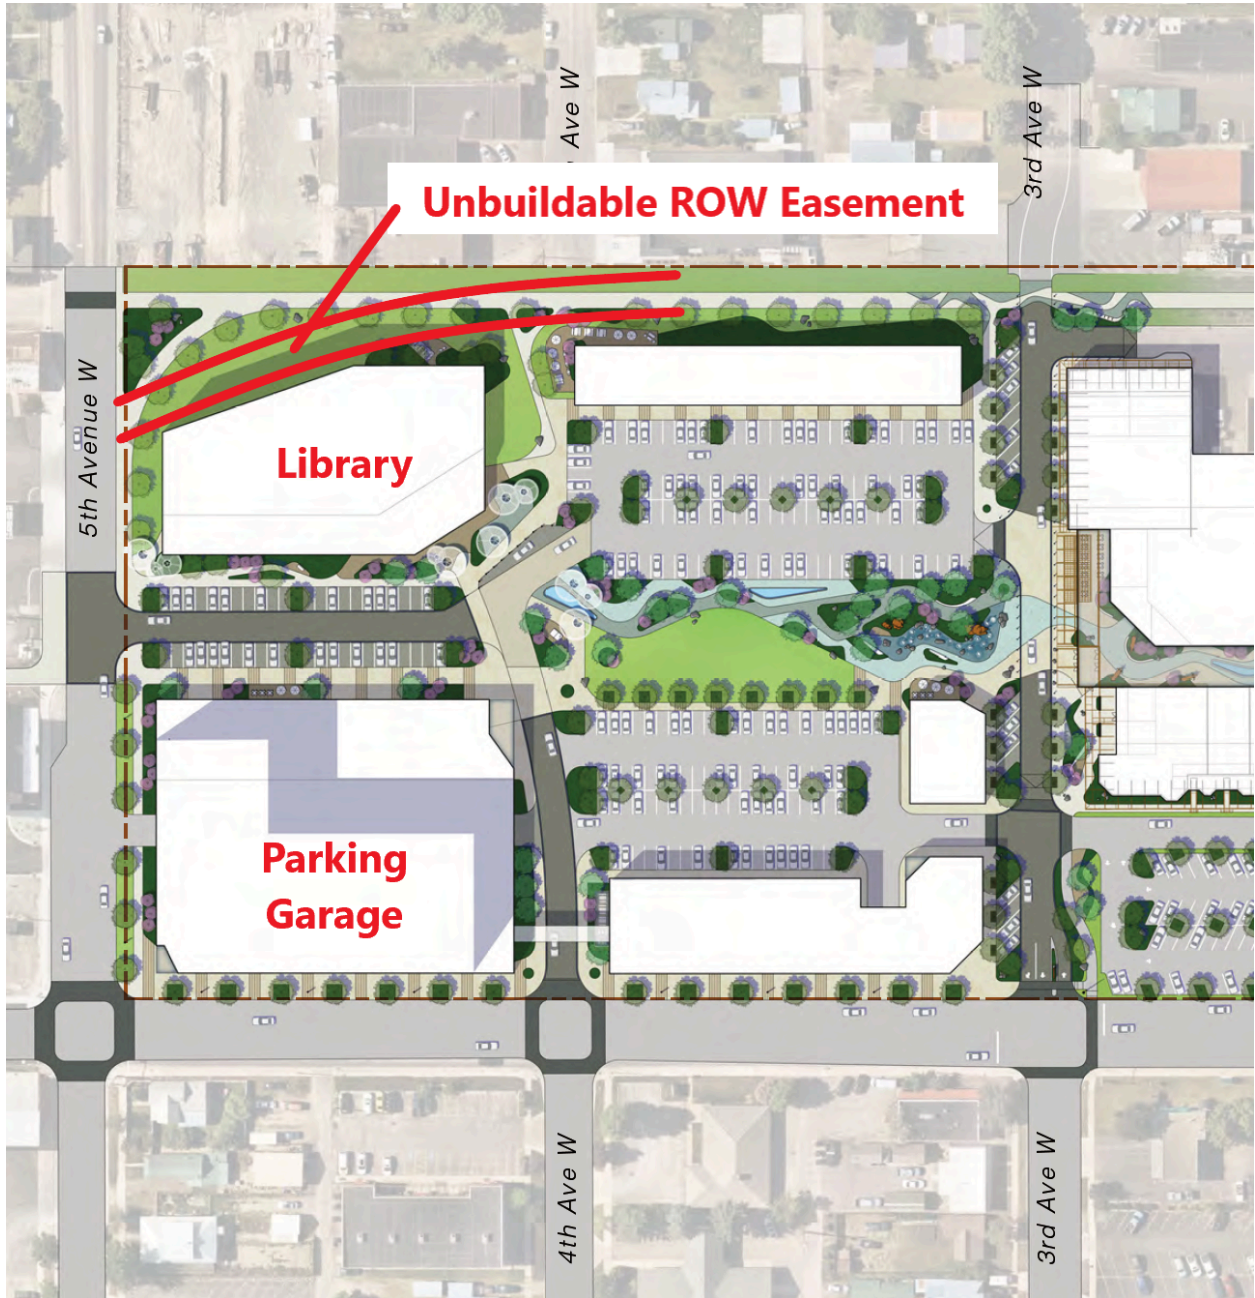 Ave W
3rd Ave W
Unbuildable ROW Easement
5th Avenue W
Library
Parking
Garage
4th Ave W
3rd Ave W